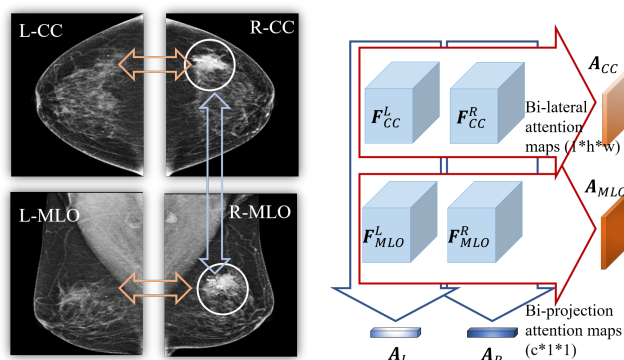 L-CC
R-CC
L-MLO
R-MLO
F^L_CC
F^R_CC
A_CC
Bi-lateral
attention
maps (1*h*w)
F^L_MLO
F^R_MLO
A_MLO
Bi-projection
attention maps
(c*1*1)
A_L
A_R